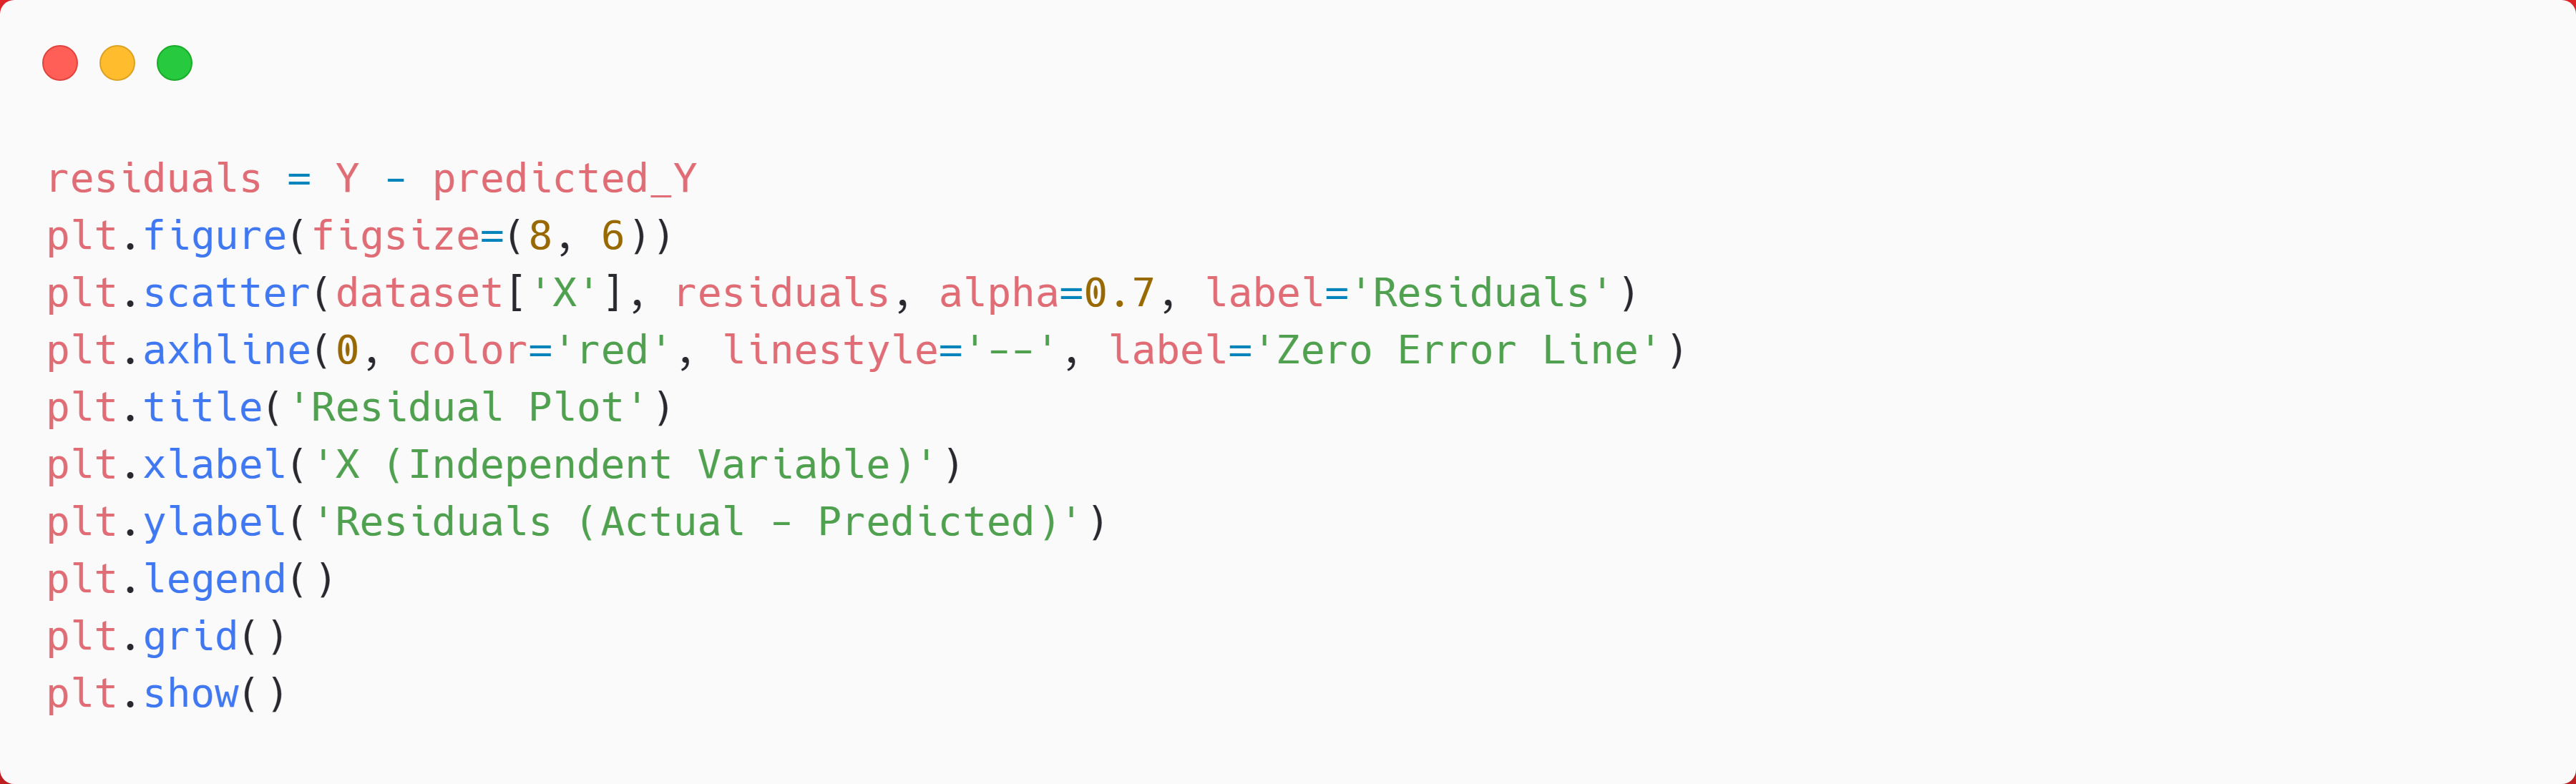 residuals = Y - predicted_Y
plt.figure(figsize=(8, 6))
plt.scatter(dataset['X'], residuals, alpha=0.7, label='Residuals')
plt.axhline(0, color='red', linestyle='--', label='Zero Error Line')
plt.title('Residual Plot')
plt.xlabel('X (Independent Variable)')
plt.ylabel('Residuals (Actual - Predicted)')
plt.legend()
plt.grid()
plt.show()